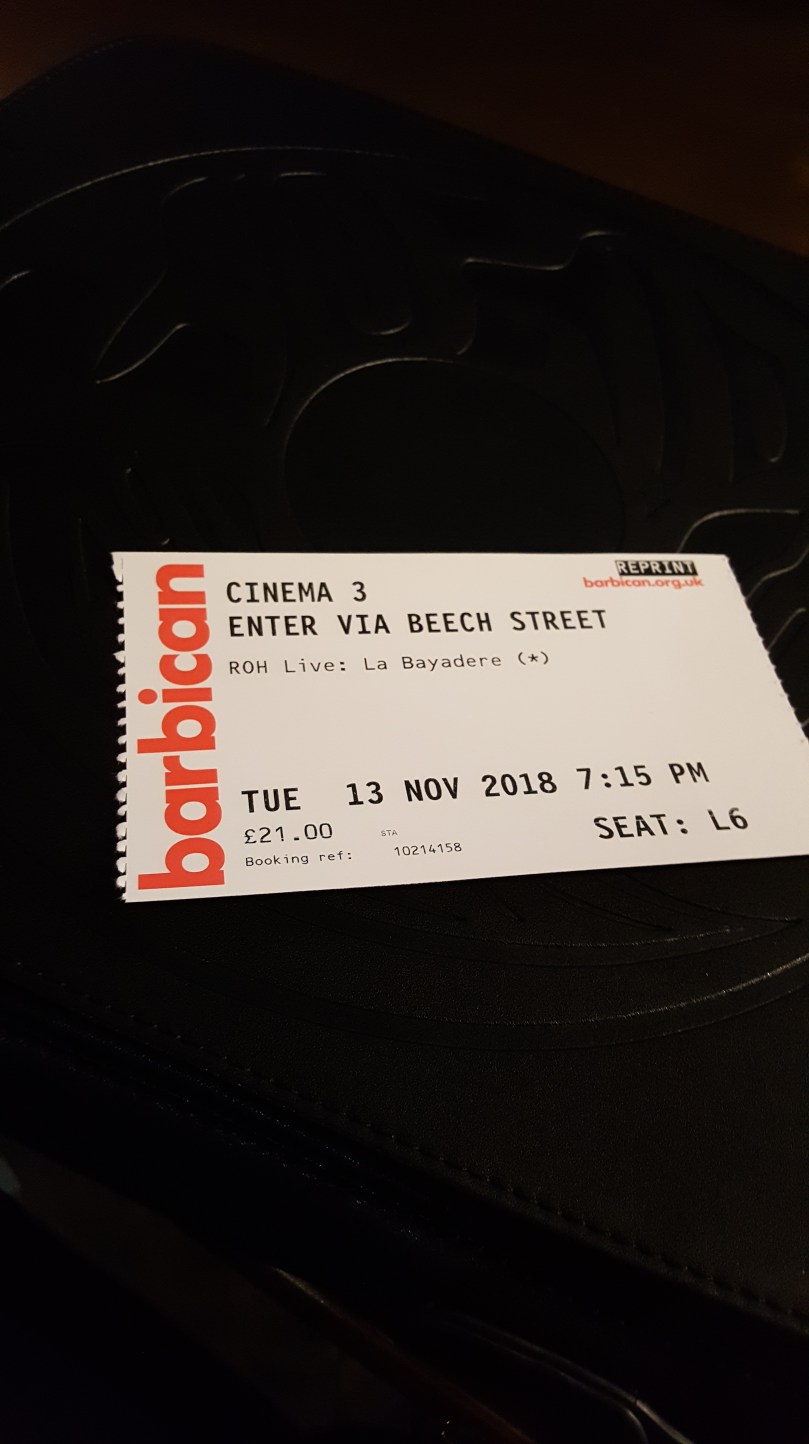 barbican
REPRINT
barbican.org.uk
CINEMA 3
ENTER VIA BEECH STREET
ROH Live: La Bayadere (*)
TUE 13 NOV 2018 7:15 PM
£21.00 STA SEAT: L6
Booking ref: 10214158